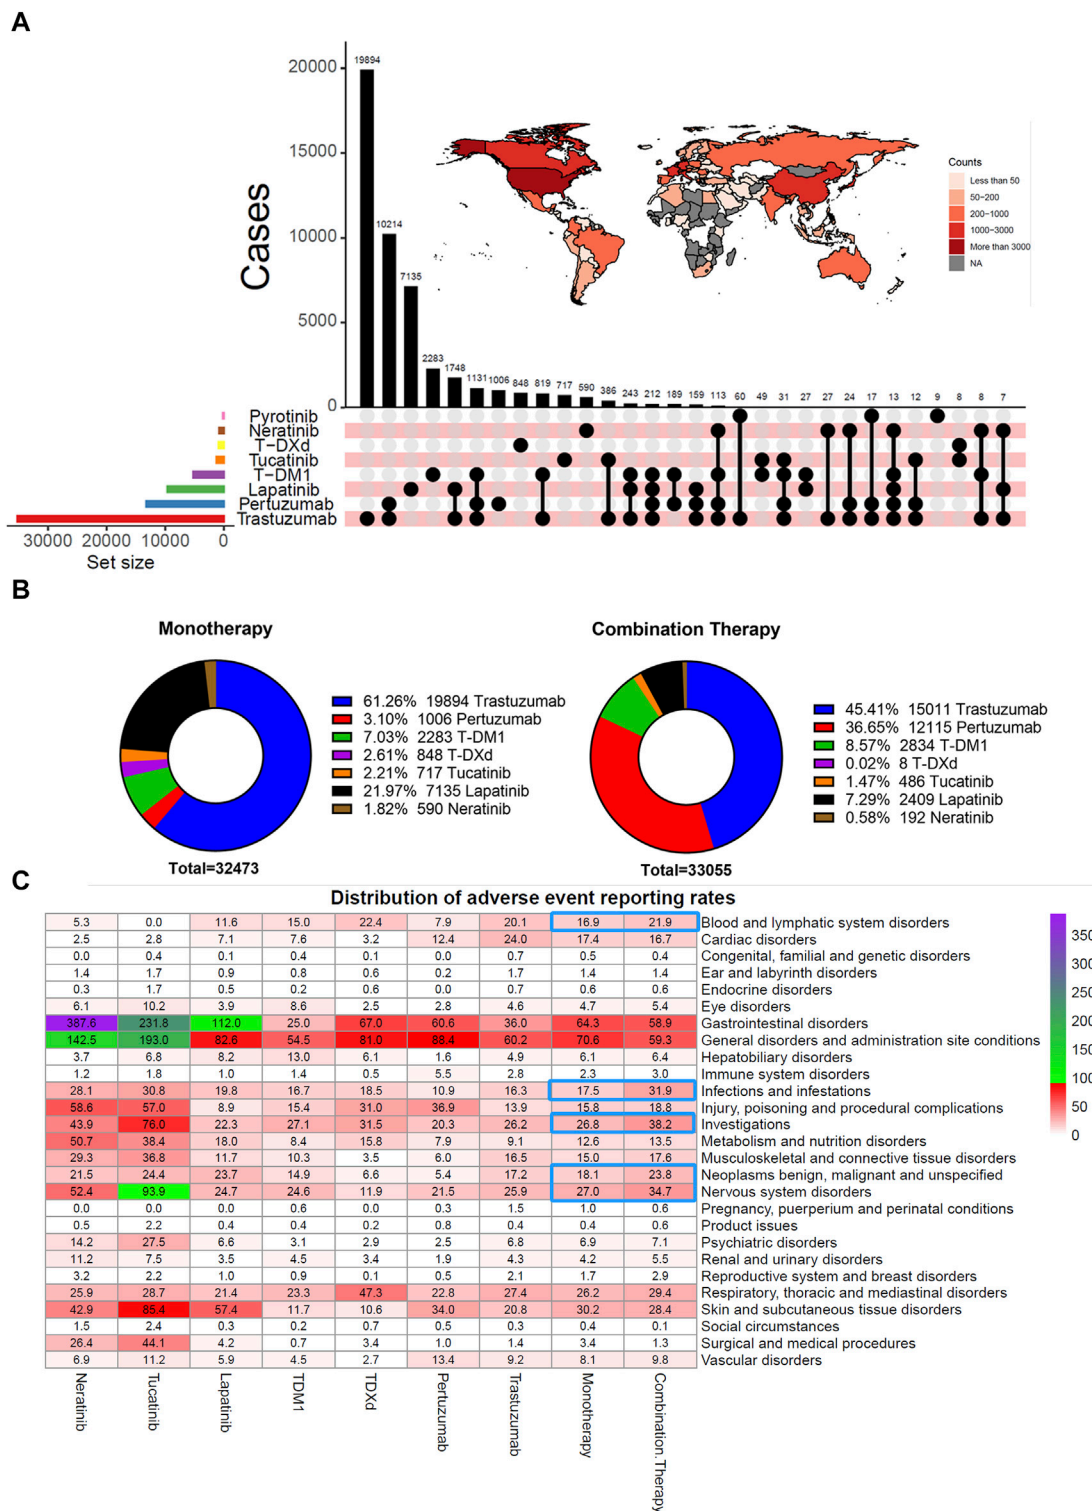 A
Cases
20000
15000
10000
5000
0
19894
10214
7135
2283
1748
1131
1006
848
819
717
590
386
243
212
189
159
113
60
49
31
27
27
24
17
13
12
9
8
8
7
Counts
Less than 50
50-200
200-1000
1000-3000
More than 3000
NA
Pyrotinib
Neratinib
T-DXd
Tucatinib
T-DM1
Lapatinib
Pertuzumab
Trastuzumab
30000 20000 10000 0
Set size
B
Monotherapy
61.26% 19894 Trastuzumab
3.10% 1006 Pertuzumab
7.03% 2283 T-DM1
2.61% 848 T-DXd
2.21% 717 Tucatinib
21.97% 7135 Lapatinib
1.82% 590 Neratinib
Total=32473
Combination Therapy
45.41% 15011 Trastuzumab
36.65% 12115 Pertuzumab
8.57% 2834 T-DM1
0.02% 8 T-DXd
1.47% 486 Tucatinib
7.29% 2409 Lapatinib
0.58% 192 Neratinib
Total=33055
C
Distribution of adverse event reporting rates
5.3 0.0 11.6 15.0 22.4 7.9 20.1 16.9 21.9 Blood and lymphatic system disorders
2.5 2.8 7.1 7.6 3.2 12.4 24.0 17.4 16.7 Cardiac disorders
0.0 0.4 0.1 0.4 0.1 0.0 0.7 0.5 0.4 Congenital, familial and genetic disorders
1.4 1.7 0.9 0.8 0.6 0.2 1.7 1.4 1.4 Ear and labyrinth disorders
0.3 1.7 0.5 0.2 0.6 0.0 0.7 0.6 0.6 Endocrine disorders
6.1 10.2 3.9 8.6 2.5 2.8 4.6 4.7 5.4 Eye disorders
387.6 231.8 112.0 25.0 67.0 60.6 36.0 64.3 58.9 Gastrointestinal disorders
142.5 193.0 82.6 54.5 81.0 88.4 60.2 70.6 59.3 General disorders and administration site conditions
3.7 6.8 8.2 13.0 6.1 1.6 4.9 6.1 6.4 Hepatobiliary disorders
1.2 1.8 1.0 1.4 0.5 5.5 2.8 2.3 3.0 Immune system disorders
28.1 30.8 19.8 16.7 18.5 10.9 16.3 17.5 31.9 Infections and infestations
58.6 57.0 8.9 15.4 31.0 36.9 13.9 15.8 18.8 Injury, poisoning and procedural complications
43.9 76.0 22.3 27.1 31.5 20.3 26.2 26.8 38.2 Investigations
50.7 38.4 18.0 8.4 15.8 7.9 9.1 12.6 13.5 Metabolism and nutrition disorders
29.3 36.8 11.7 10.3 3.5 6.0 16.5 15.0 17.6 Musculoskeletal and connective tissue disorders
21.5 24.4 23.7 14.9 6.6 5.4 17.2 18.1 23.8 Neoplasms benign, malignant and unspecified
52.4 93.9 24.7 24.6 11.9 21.5 25.9 27.0 34.7 Nervous system disorders
0.0 0.0 0.0 0.6 0.0 0.3 1.5 1.0 0.6 Pregnancy, puerperium and perinatal conditions
0.5 2.2 0.4 0.4 0.2 0.8 0.4 0.4 0.6 Product issues
14.2 27.5 6.6 3.1 2.9 2.5 6.8 6.9 7.1 Psychiatric disorders
11.2 7.5 3.5 4.5 3.4 1.9 4.3 4.2 5.5 Renal and urinary disorders
3.2 2.2 1.0 0.9 0.1 0.5 2.1 1.7 2.9 Reproductive system and breast disorders
25.9 28.7 21.4 23.3 47.3 22.8 27.4 26.2 29.4 Respiratory, thoracic and mediastinal disorders
42.9 85.4 57.4 11.7 10.6 34.0 20.8 30.2 28.4 Skin and subcutaneous tissue disorders
1.5 2.4 0.3 0.2 0.7 0.5 0.3 0.4 0.1 Social circumstances
26.4 44.1 4.2 0.7 3.4 1.0 1.4 3.4 1.3 Surgical and medical procedures
6.9 11.2 5.9 4.5 2.7 13.4 9.2 8.1 9.8 Vascular disorders
Neratinib
Tucatinib
Lapatinib
TDM1
TDXd
Pertuzumab
Trastuzumab
Monotherapy
Combination.Therapy
350
300
250
200
150
100
50
0